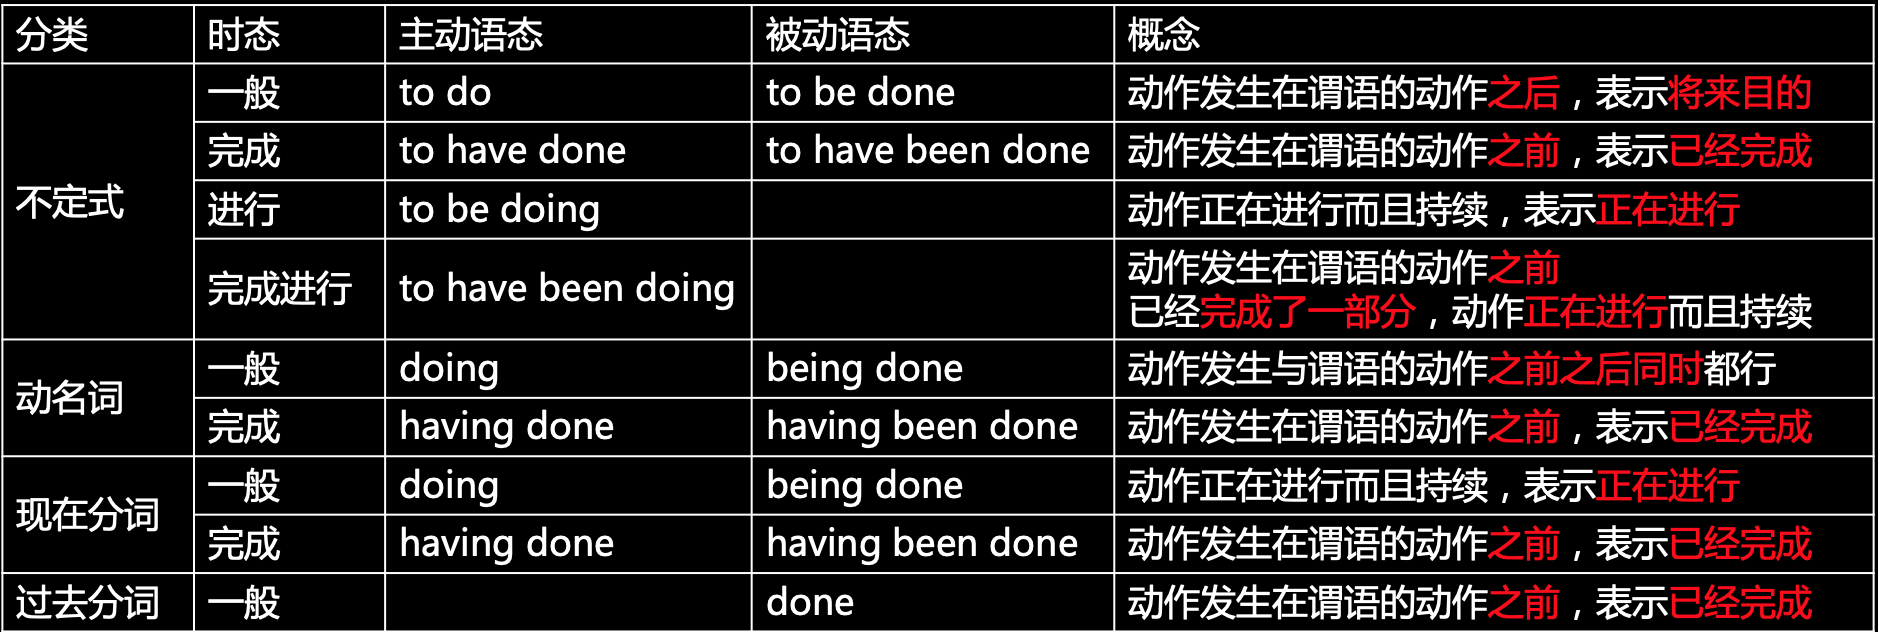 分类 时态 主动语态 被动语态 概念
不定式 一般 to do to be done 动作发生在谓语的动作之后，表示将来目的
完成 to have done to have been done 动作发生在谓语的动作之前，表示已经完成
进行 to be doing 动作正在进行而且持续，表示正在进行
完成进行 to have been doing 动作发生在谓语的动作之前
已经完成了一部分，动作正在进行而且持续
动名词 一般 doing being done 动作发生与谓语的动作之前之后同时都行
完成 having done having been done 动作发生在谓语的动作之前，表示已经完成
现在分词 一般 doing being done 动作正在进行而且持续，表示正在进行
完成 having done having been done 动作发生在谓语的动作之前，表示已经完成
过去分词 一般 done 动作发生在谓语的动作之前，表示已经完成